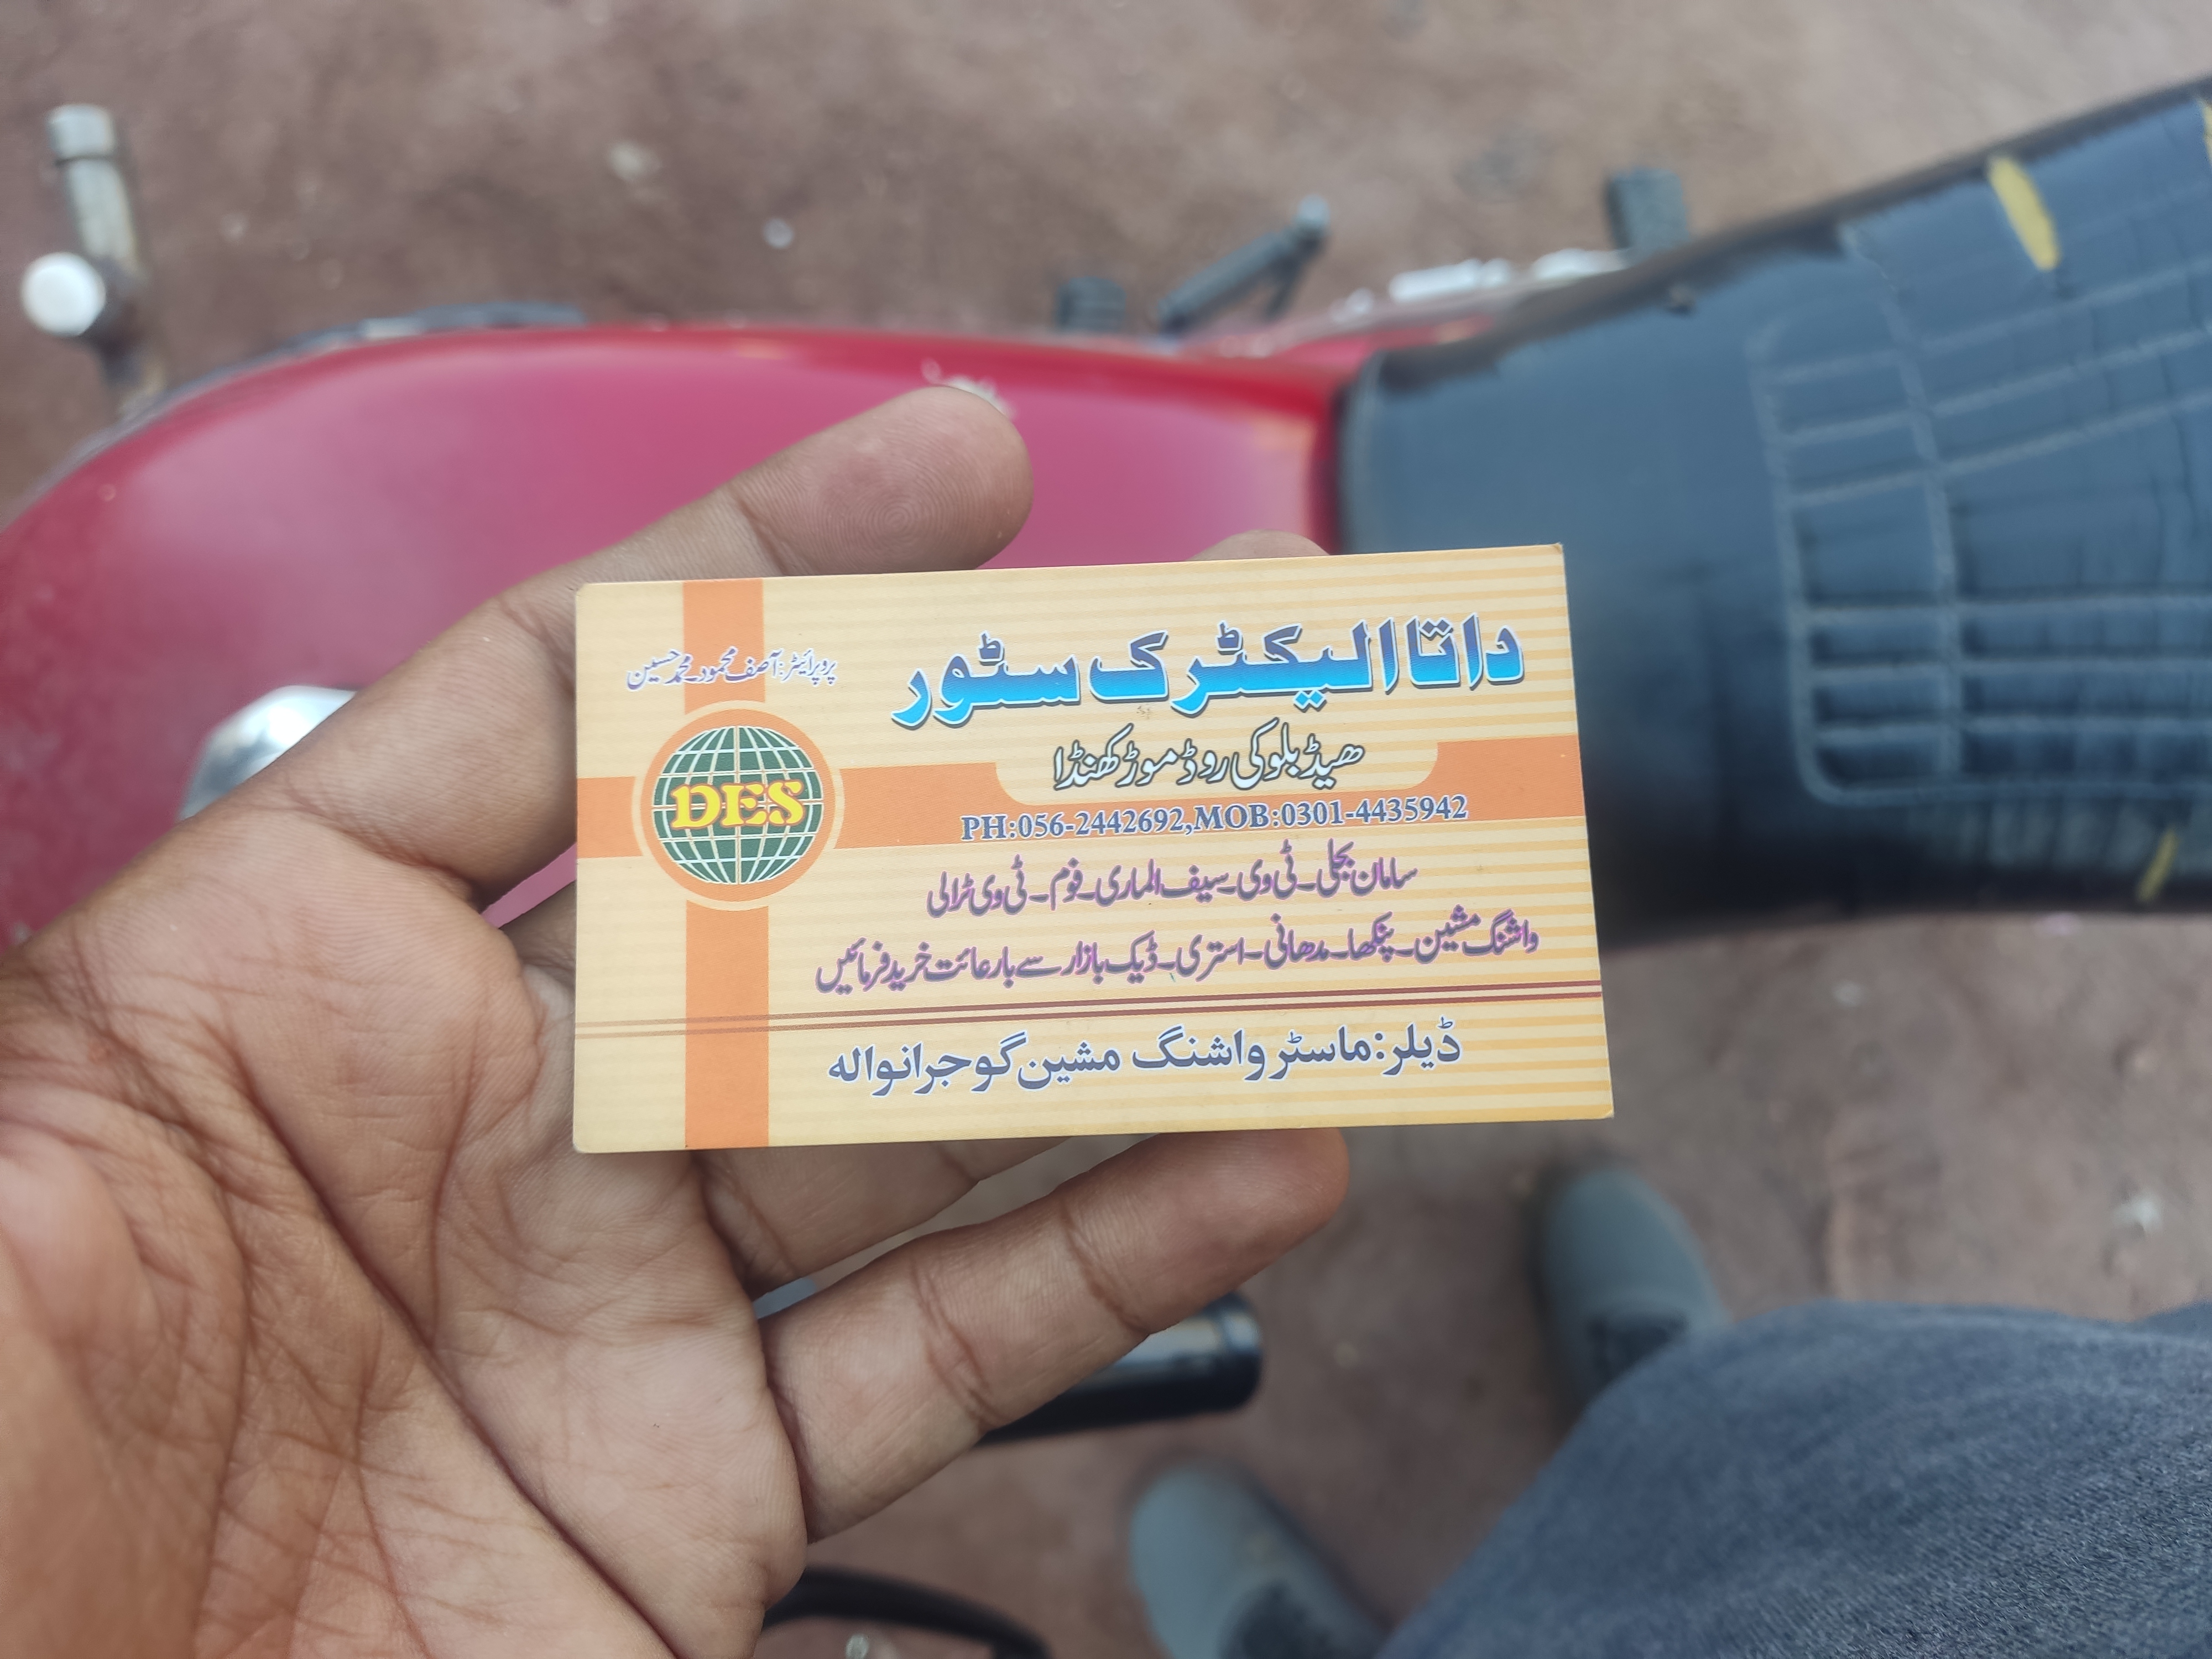 داتا الیکٹرک سٹور
پروپرائیٹر: آصف محمود۔محمد حسین
DES
ھیڈ بلوکی روڈ موڑ کھنڈا
PH:056-2442692,MOB:0301-4435942
سامان بجلی۔ٹی وی۔سیف الماری۔فوم۔ٹی وی ٹرالی
واشنگ مشین۔پنکھا۔مدھانی۔استری۔ڈیک بازار سے بارعائت خرید فرمائیں
ڈیلر: ماسٹر واشنگ مشین گوجرانوالہ